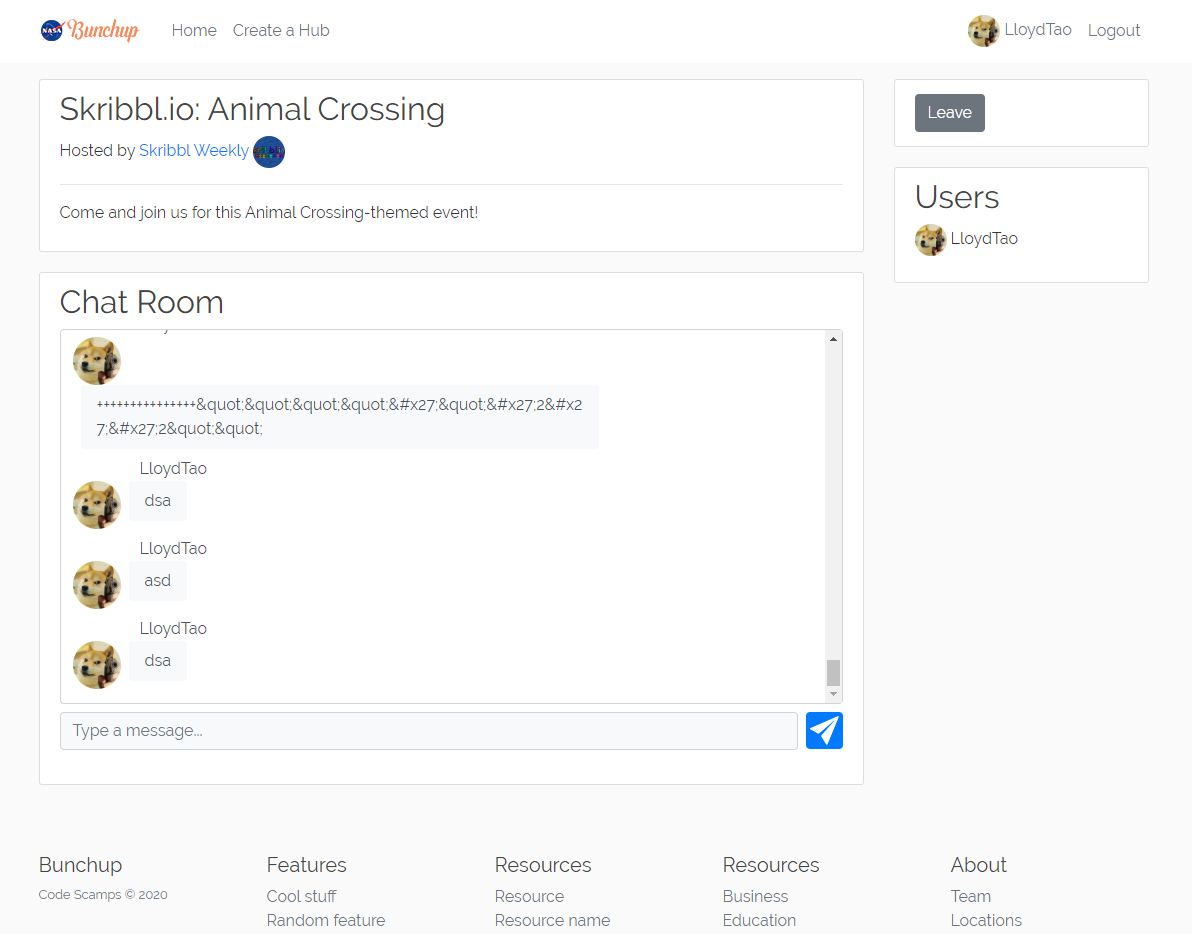 NASA Bunchup Home Create a Hub LloydTao Logout
Skribbl.io: Animal Crossing
Hosted by Skribbl Weekly
Come and join us for this Animal Crossing-themed event!
Leave
Users
LloydTao
Chat Room
+++++++++++++++&quot;&quot;&quot;&quot;&#x27;&quot;&#x27;2&#x2
7;&#x27;2&quot;&quot;
LloydTao
dsa
LloydTao
asd
LloydTao
dsa
Type a message...
Bunchup
Code Scamps © 2020
Features
Cool stuff
Random feature
Resources
Resource
Resource name
Resources
Business
Education
About
Team
Locations